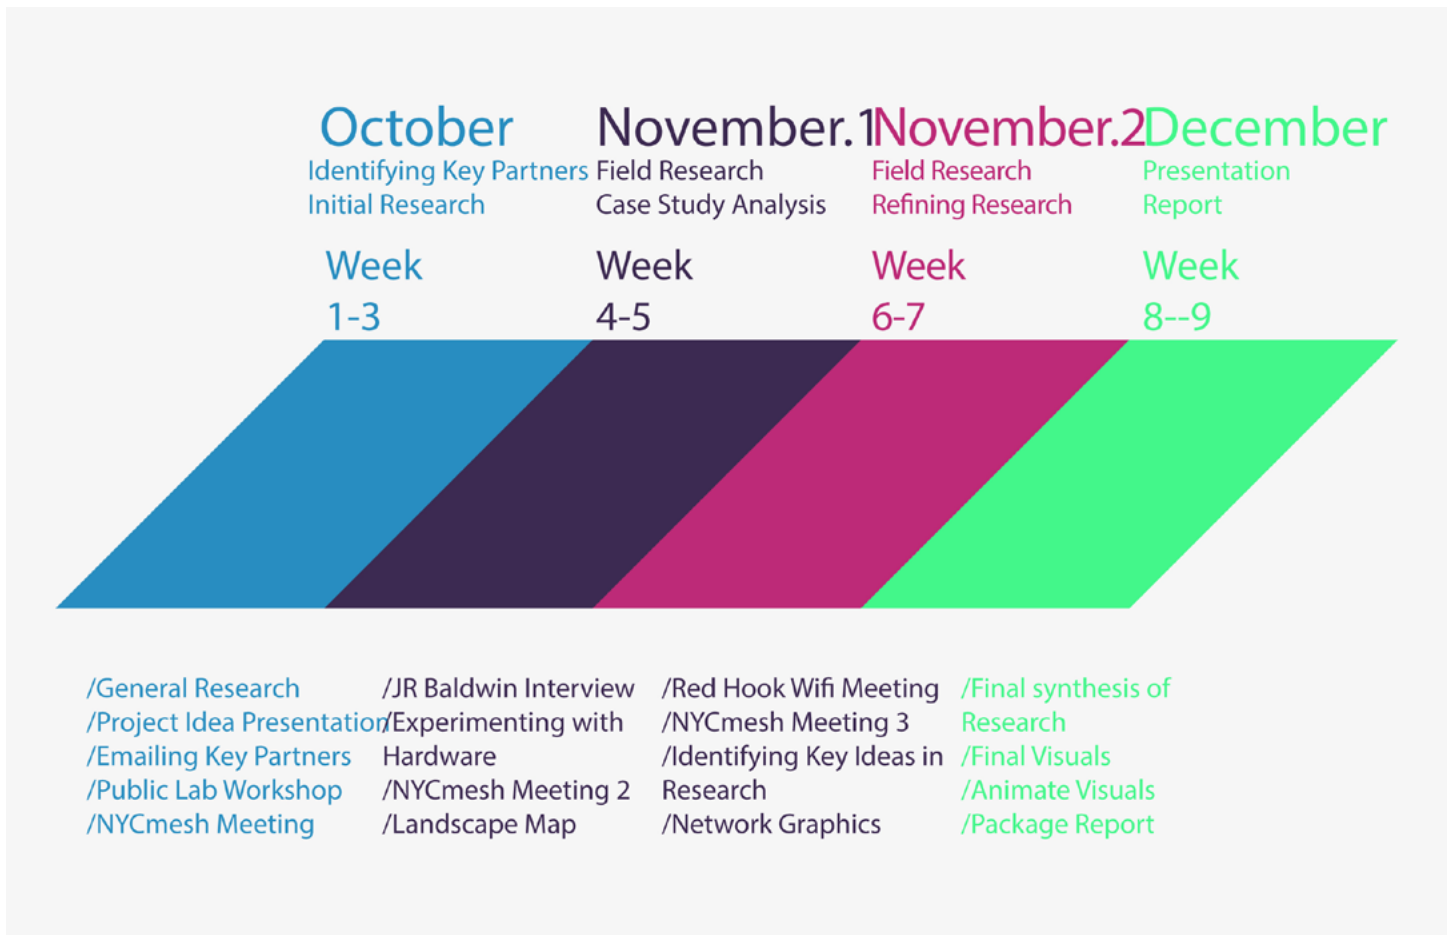 October
Identifying Key Partners
Initial Research
Week
1-3
November.1
Field Research
Case Study Analysis
Week
4-5
November.2
Field Research
Refining Research
Week
6-7
December
Presentation
Report
Week
8--9
/General Research
/Project Idea Presentation
/Emailing Key Partners
/Public Lab Workshop
/NYCmesh Meeting
/JR Baldwin Interview
/Experimenting with
Hardware
/NYCmesh Meeting 2
/Landscape Map
/Red Hook Wifi Meeting
/NYCmesh Meeting 3
/Identifying Key Ideas in
Research
/Network Graphics
/Final synthesis of
Research
/Final Visuals
/Animate Visuals
/Package Report